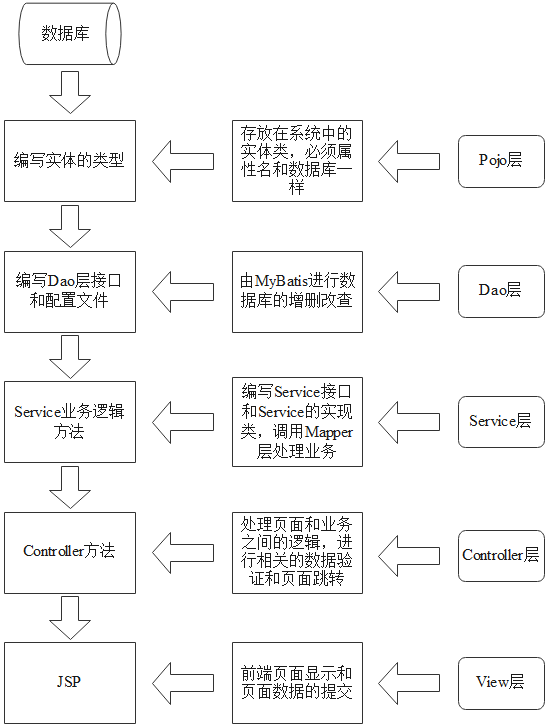 数据库
编写实体的类型
存放在系统中的
实体类，必须属
性名和数据库一
样
Pojo层
编写Dao层接口
和配置文件
由MyBatis进行数
据库的增删改查
Dao层
Service业务逻辑
方法
编写Service接口
和Service的实现
类，调用Mapper
层处理业务
Service层
Controller方法
处理页面和业务
之间的逻辑，进
行相关的数据验
证和页面跳转
Controller层
JSP
前端页面显示和
页面数据的提交
View层